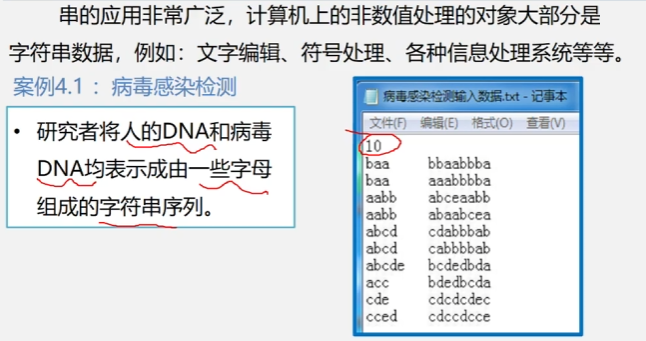 串的应用非常广泛，计算机上的非数值处理的对象大部分是
字符串数据，例如：文字编辑、符号处理、各种信息处理系统等等。
案例4.1 ：病毒感染检测
• 研究者将人的DNA和病毒
DNA均表示成由一些字母
组成的字符串序列。
病毒感染检测输入数据.txt - 记事本
文件(F) 编辑(E) 格式(O) 查看(V)
10
baa bbaabbba
baa aaabbbba
aabb abceaabb
aabb abaabcea
abcd cdabbbab
abcd cabbbbab
abcde bcdedbda
acc bdedbcda
cde cdcdcdec
cced cdccdcce